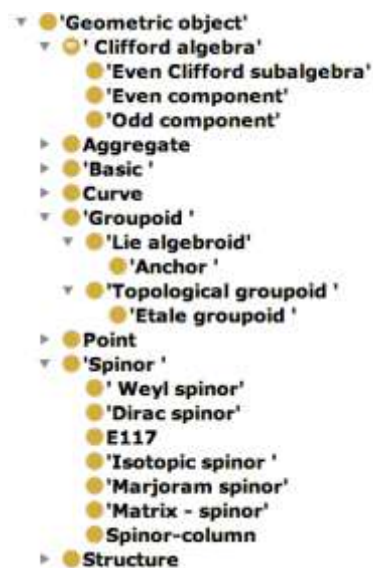 'Geometric object'
' Clifford algebra'
'Even Clifford subalgebra'
'Even component'
'Odd component'
Aggregate
'Basic '
Curve
'Groupoid '
'Lie algebroid'
'Anchor '
'Topological groupoid '
'Etale groupoid '
Point
'Spinor '
' Weyl spinor'
'Dirac spinor'
E117
'Isotopic spinor '
'Marjoram spinor'
'Matrix - spinor'
Spinor-column
Structure